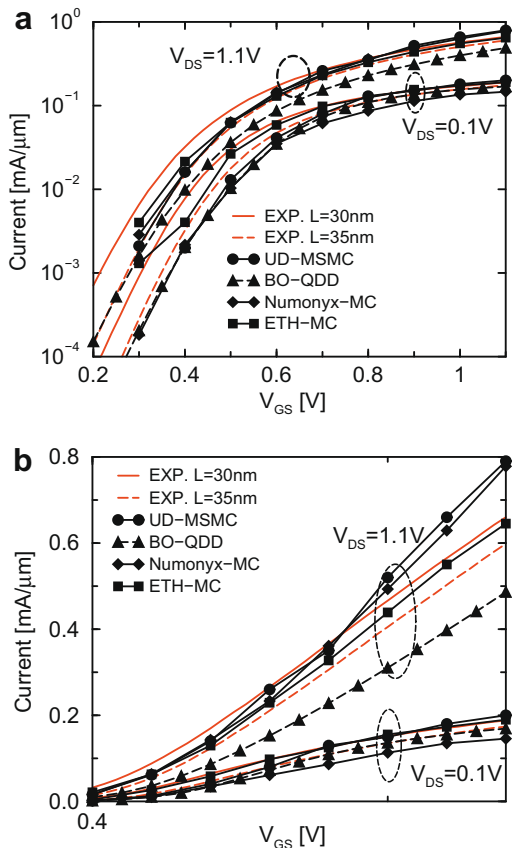 a
10^0
10^-1
10^-2
10^-3
10^-4
Current [mA/μm]
V_DS=1.1V
V_DS=0.1V
EXP. L=30nm
EXP. L=35nm
UD-MSMC
BO-QDD
Numonyx-MC
ETH-MC
0.2
0.4
0.6
0.8
1
V_GS [V]
b
0.8
0.6
0.4
0.2
0.0
Current [mA/μm]
EXP. L=30nm
EXP. L=35nm
UD-MSMC
BO-QDD
Numonyx-MC
ETH-MC
V_DS=1.1V
V_DS=0.1V
0.4
V_GS [V]